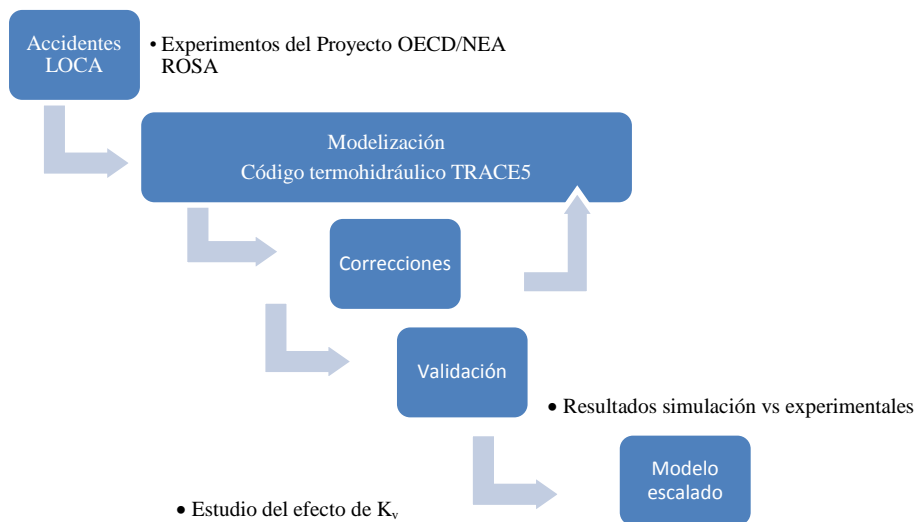 Accidentes
LOCA
• Experimentos del Proyecto OECD/NEA
ROSA
Modelización
Código termohidráulico TRACE5
Correcciones
Validación
• Resultados simulación vs experimentales
Modelo
escalado
• Estudio del efecto de Kv